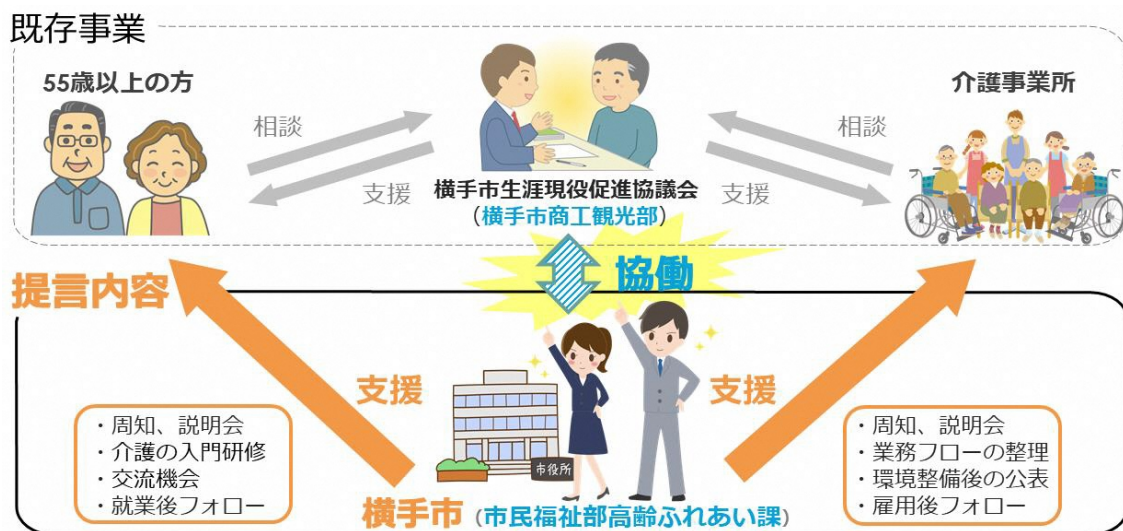 既存事業
55歳以上の方
介護事業所
相談
相談
支援
支援
横手市生涯現役促進協議会
（横手市商工観光部）
協働
提言内容
支援
支援
・周知、説明会
・介護の入門研修
・交流機会
・就業後フォロー
市役所
・周知、説明会
・業務フローの整理
・環境整備後の公表
・雇用後フォロー
横手市（市民福祉部高齢ふれあい課）